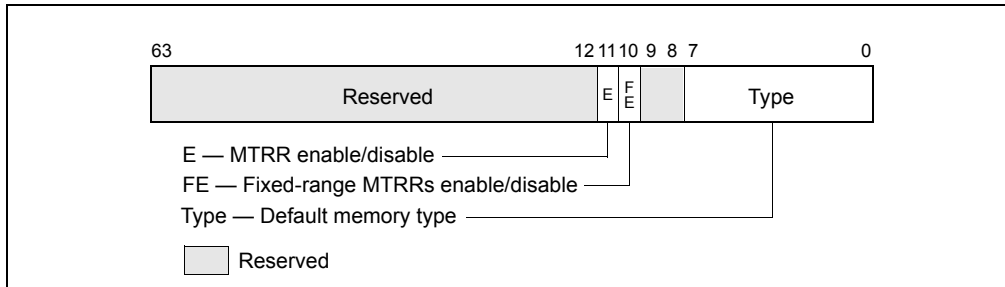 63 12 11 10 9 8 7 0
Reserved E FE Type
E — MTRR enable/disable
FE — Fixed-range MTRRs enable/disable
Type — Default memory type
Reserved